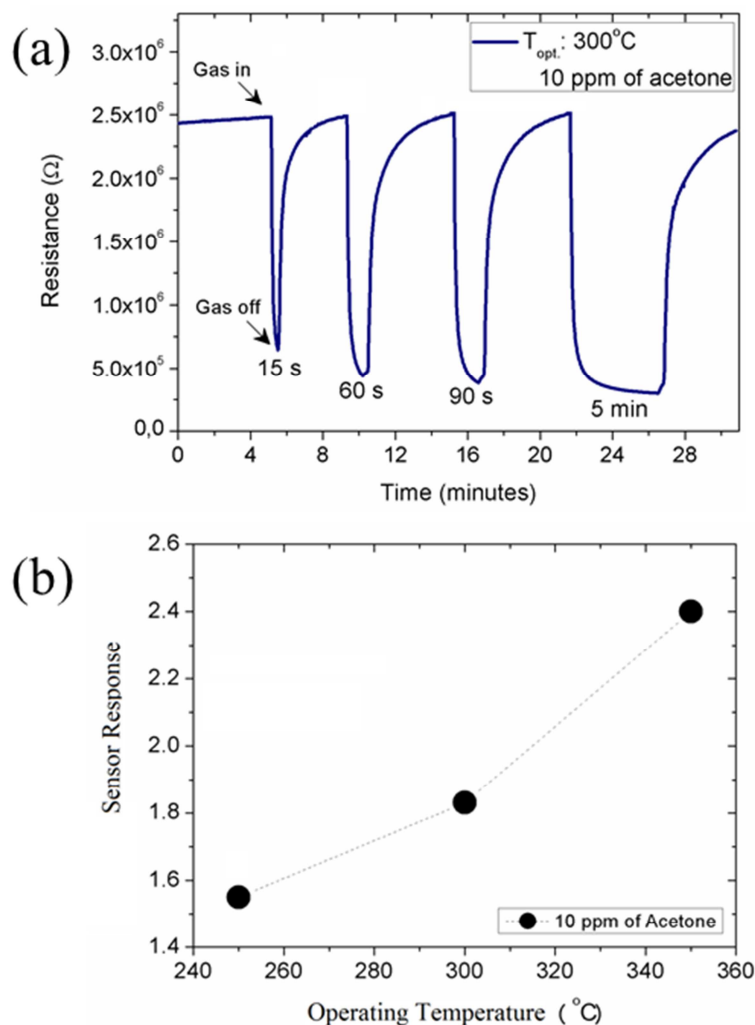 (a)
T opt.: 300°C
10 ppm of acetone
Gas in
Gas off
15 s
60 s
90 s
5 min
3.0x10⁶
2.5x10⁶
2.0x10⁶
1.5x10⁶
1.0x10⁶
5.0x10⁵
0,0
Resistance (Ω)
0 4 8 12 16 20 24 28
Time (minutes)
(b)
2.6
2.4
2.2
2.0
1.8
1.6
1.4
Sensor Response
10 ppm of Acetone
240 260 280 300 320 340 360
Operating Temperature (°C)